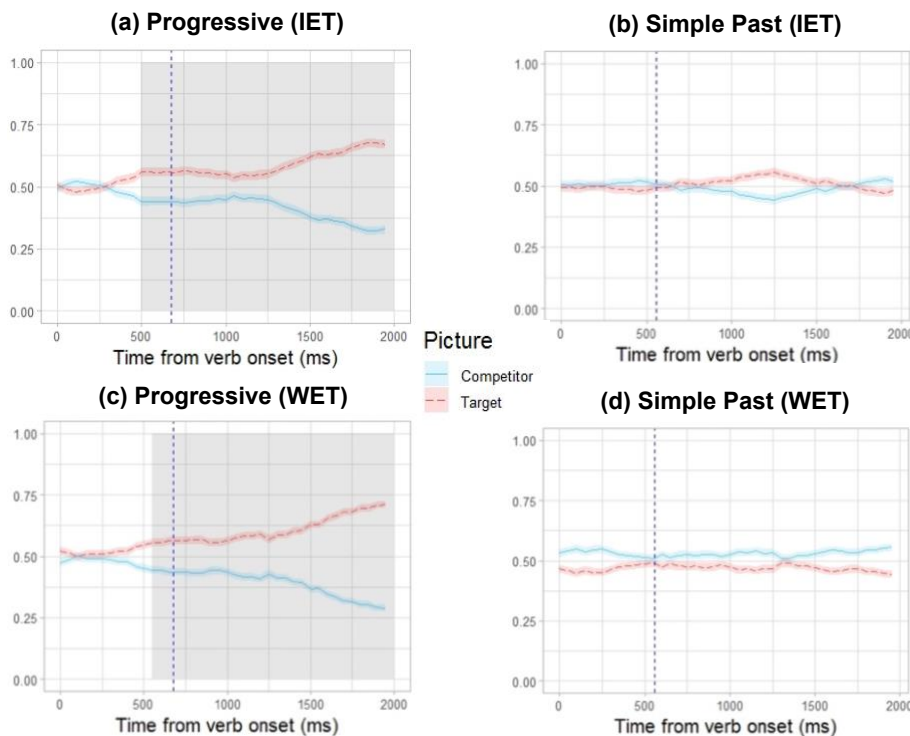 (a) Progressive (IET)
1.00
0.75
0.50
0.25
0.00
0 500 1000 1500 2000
Time from verb onset (ms)
(b) Simple Past (IET)
1.00
0.75
0.50
0.25
0.00
0 500 1000 1500 2000
Time from verb onset (ms)
Picture
Competitor
Target
(c) Progressive (WET)
1.00
0.75
0.50
0.25
0.00
0 500 1000 1500 2000
Time from verb onset (ms)
(d) Simple Past (WET)
1.00
0.75
0.50
0.25
0.00
0 500 1000 1500 2000
Time from verb onset (ms)